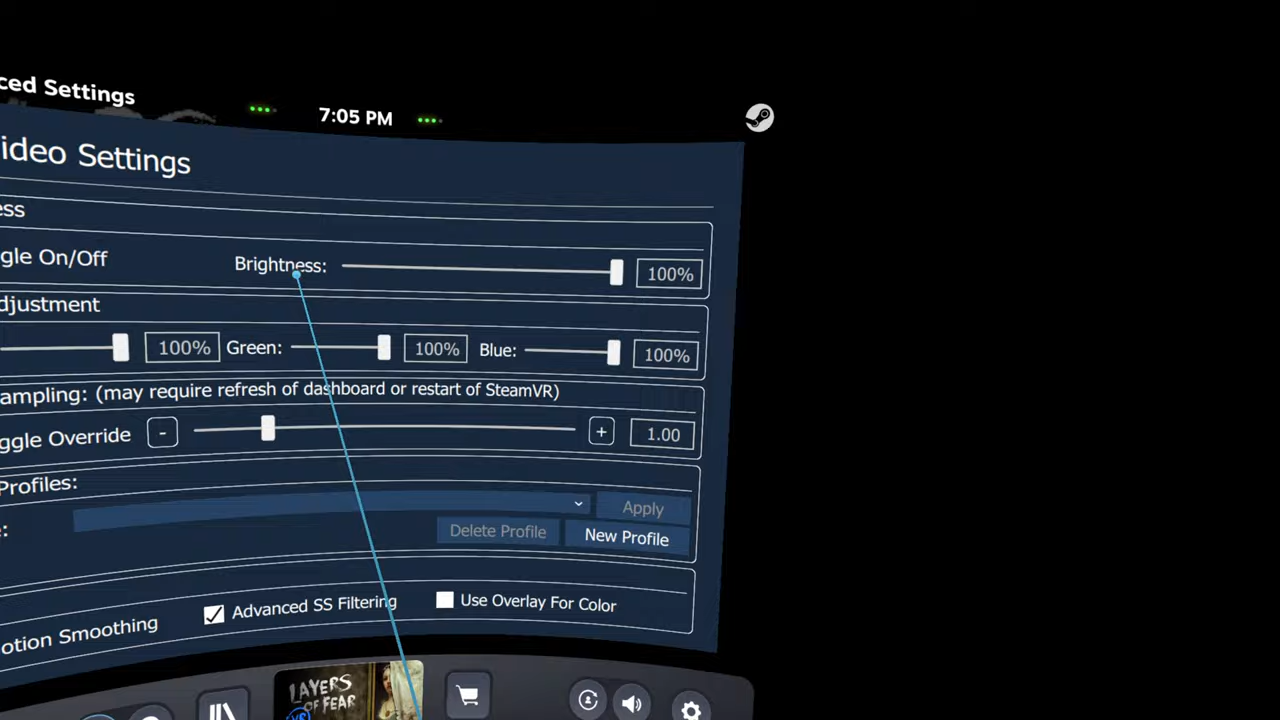 ced Settings
7:05 PM
ideo Settings
ess
gle On/Off Brightness: 100%
djustment
100% Green: 100% Blue: 100%
ampling: (may require refresh of dashboard or restart of SteamVR)
ggle Override - + 1.00
Profiles:
e: Apply
Delete Profile New Profile
otion Smoothing Advanced SS Filtering Use Overlay For Color
LAYERS
OF FEAR
VR